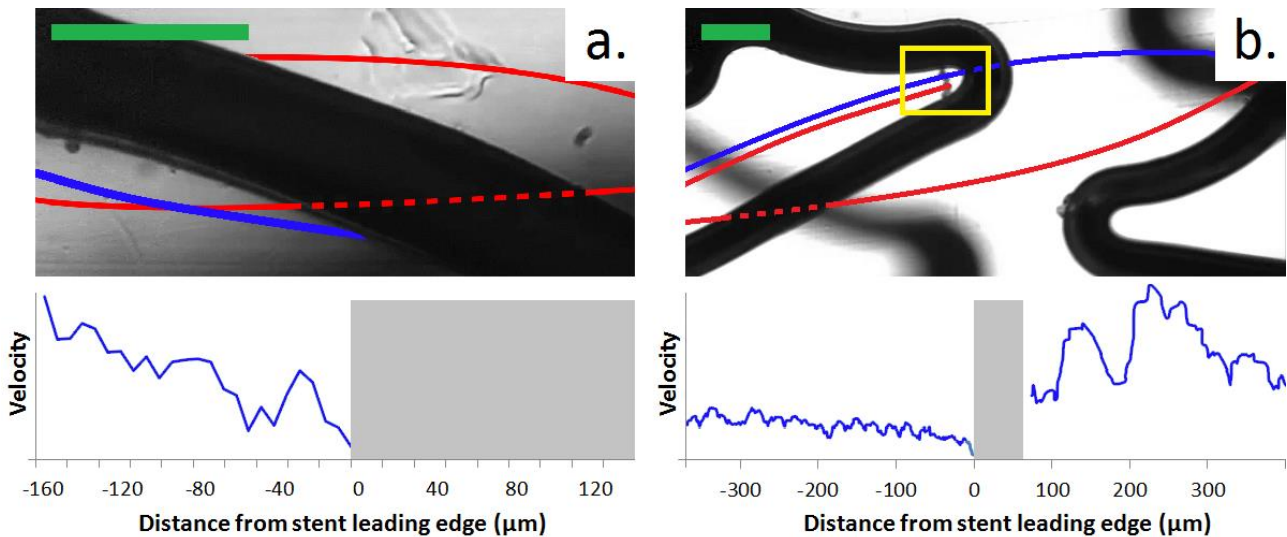 a.
b.
Velocity
-160 -120 -80 -40 0 40 80 120
Distance from stent leading edge (µm)
Velocity
-300 -200 -100 0 100 200 300
Distance from stent leading edge (µm)